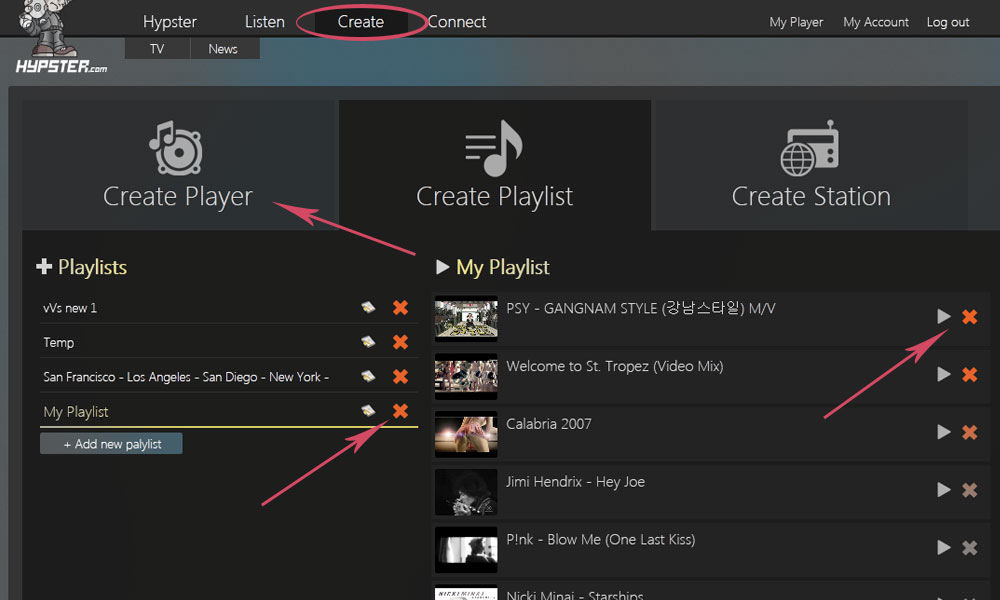 Hypster Listen Create Connect My Player My Account Log out
TV News
HYPSTER.com
Create Player Create Playlist Create Station
Playlists
vVs new 1
Temp
San Francisco - Los Angeles - San Diego - New York -
My Playlist
+ Add new palylist
My Playlist
PSY - GANGNAM STYLE (강남스타일) M/V
Welcome to St. Tropez (Video Mix)
Calabria 2007
Jimi Hendrix - Hey Joe
P!nk - Blow Me (One Last Kiss)
NICKI MINAJ
Nicki Minaj - Starships